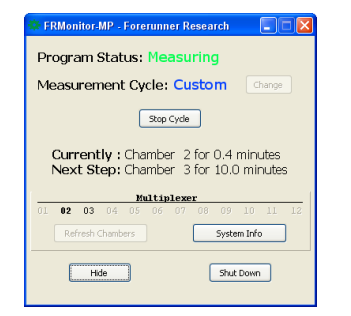 FRMonitor-MP - Forerunner Research
Program Status: Measuring
Measurement Cycle: Custom Change
Stop Cycle
Currently : Chamber 2 for 0.4 minutes
Next Step: Chamber 3 for 10.0 minutes
Multiplexer
01 02 03 04 05 06 07 08 09 10 11 12
Refresh Chambers System Info
Hide Shut Down